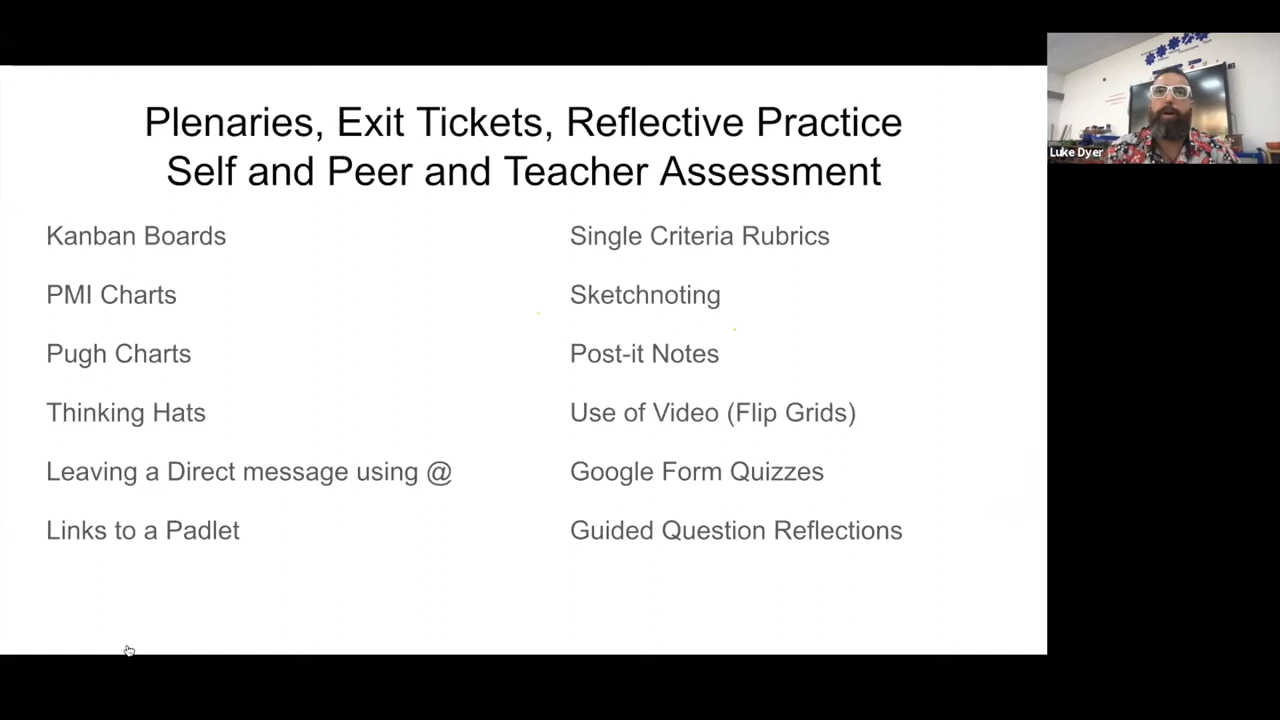 Plenaries, Exit Tickets, Reflective Practice
Self and Peer and Teacher Assessment
Kanban Boards
PMI Charts
Pugh Charts
Thinking Hats
Leaving a Direct message using @
Links to a Padlet
Single Criteria Rubrics
Sketchnoting
Post-it Notes
Use of Video (Flip Grids)
Google Form Quizzes
Guided Question Reflections
Luke Dyer